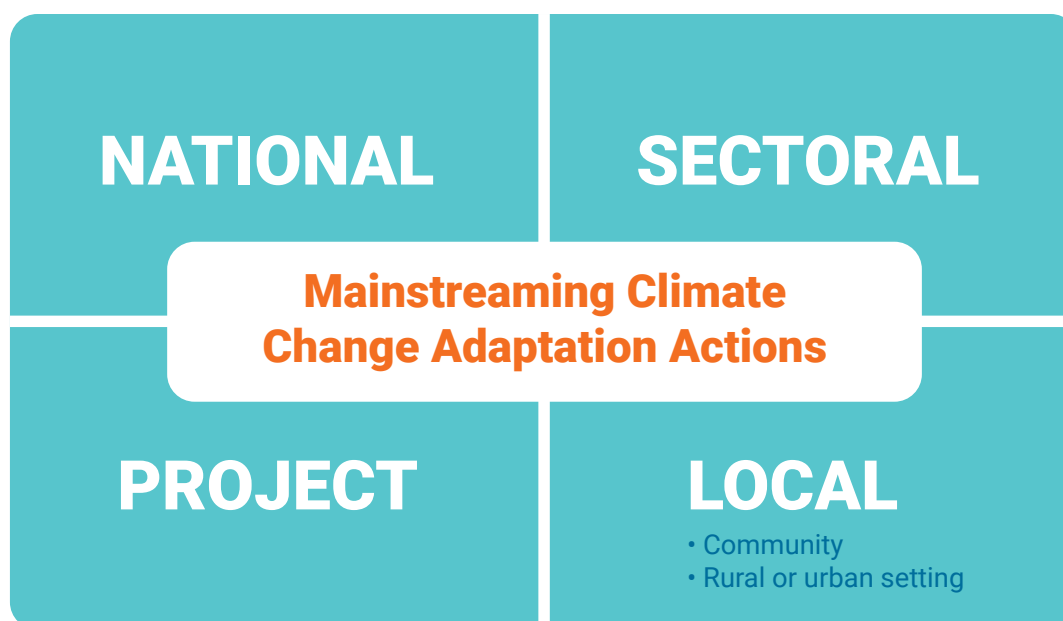 NATIONAL
SECTORAL
Mainstreaming Climate
Change Adaptation Actions
PROJECT
LOCAL
• Community
• Rural or urban setting